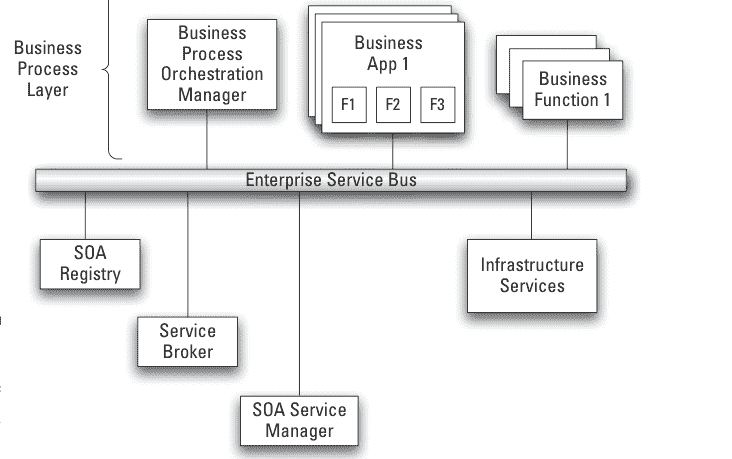 Business
Process
Layer
Business
Process
Orchestration
Manager
Business
App 1
F1
F2
F3
Business
Function 1
Enterprise Service Bus
SOA
Registry
Infrastructure
Services
Service
Broker
SOA Service
Manager